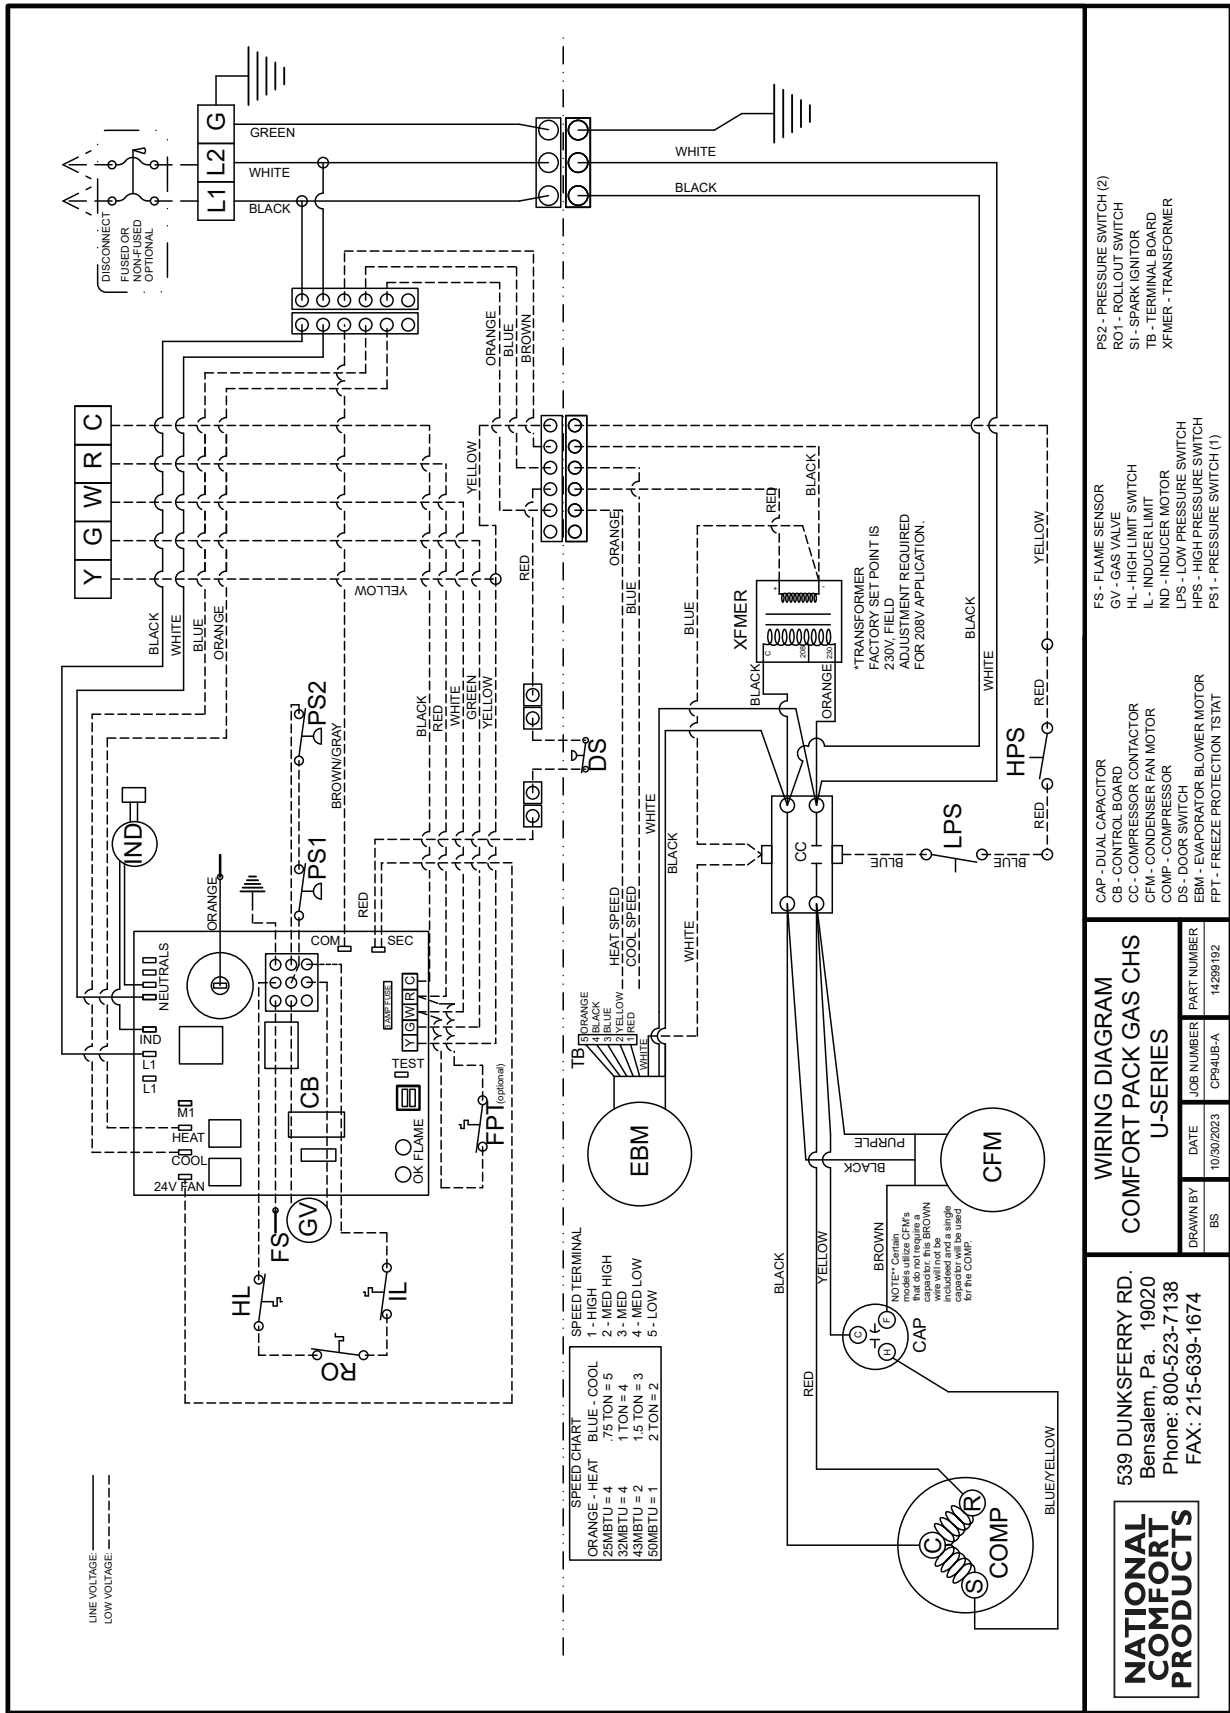 LINE VOLTAGE:
LOW VOLTAGE:
DISCONNECT
FUSED OR
NON-FUSED
OPTIONAL
L1 L2 G
GREEN
WHITE
BLACK
WHITE
BLACK
Y G W R C
BLACK
WHITE
BLUE
ORANGE
YELLOW
ORANGE
BLUE
BROWN
YELLOW
RED
IND
PS1
PS2
BROWN/GRAY
ORANGE
BLACK
RED
WHITE
GREEN
YELLOW
RED
DS
NEUTRALS
IND
L1
L1
M1
HEAT
COOL
24V FAN
COM
SEC
3 AMP FUSE
Y G W R C
TEST
CB
OK FLAME
FPT (optional)
FS
GV
HL
RO
IL
SPEED CHART
ORANGE - HEAT BLUE - COOL
25MBTU = 4 .75 TON = 5
32MBTU = 4 1 TON = 4
43MBTU = 2 1.5 TON = 3
50MBTU = 1 2 TON = 2
SPEED TERMINAL
1 - HIGH
2 - MED HIGH
3 - MED
4 - MED LOW
5 - LOW
TB
5 ORANGE
4 BLACK
3 BLUE
2 YELLOW
1 RED
WHITE
EBM
HEAT SPEED
COOL SPEED
ORANGE
BLUE
WHITE
BLACK
WHITE
BLUE
RED
BLACK
XFMER
C 208 230
+ -
*TRANSFORMER
FACTORY SET POINT IS
230V, FIELD
ADJUSTMENT REQUIRED
FOR 208V APPLICATION.
BLACK
ORANGE
BLACK
WHITE
YELLOW
CC
BLUE
LPS
BLUE
RED
HPS
RED
BLACK
PURPLE
CFM
BLACK
YELLOW
BROWN
NOTE** Certain
models utilize CFM's
that do not require a
capacitor. this BROWN
wire will not be
includeed and a single
capacitor will be used
for the COMP.
C F H
CAP
RED
BLUE/YELLOW
C
S R
COMP
NATIONAL
COMFORT
PRODUCTS
539 DUNKSFERRY RD.
Bensalem, Pa. 19020
Phone: 800-523-7138
FAX: 215-639-1674
WIRING DIAGRAM
COMFORT PACK GAS CHS
U-SERIES
DRAWN BY DATE JOB NUMBER PART NUMBER
BS 10/30/2023 CP94UB-A 14299192
CAP - DUAL CAPACITOR
CB - CONTROL BOARD
CC - COMPRESSOR CONTACTOR
CFM - CONDENSER FAN MOTOR
COMP - COMPRESSOR
DS - DOOR SWITCH
EBM - EVAPORATOR BLOWER MOTOR
FPT - FREEZE PROTECTION TSTAT
FS - FLAME SENSOR
GV - GAS VALVE
HL - HIGH LIMIT SWITCH
IL - INDUCER LIMIT
IND - INDUCER MOTOR
LPS - LOW PRESSURE SWITCH
HPS - HIGH PRESSURE SWITCH
PS1 - PRESSURE SWITCH (1)
PS2 - PRESSURE SWITCH (2)
RO1 - ROLLOUT SWITCH
SI - SPARK IGNITOR
TB - TERMINAL BOARD
XFMER - TRANSFORMER